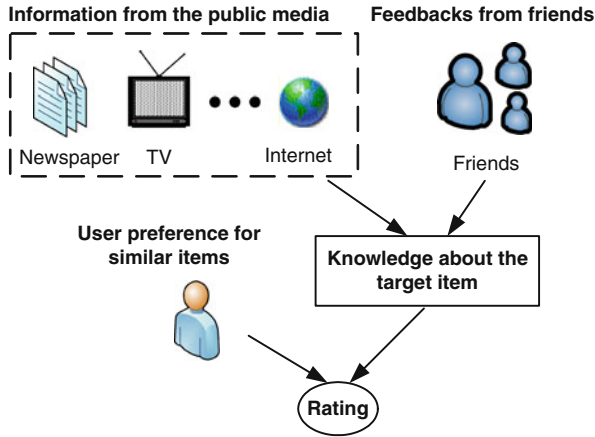 Information from the public media
Feedbacks from friends
Newspaper
TV
Internet
Friends
User preference for
similar items
Knowledge about the
target item
Rating